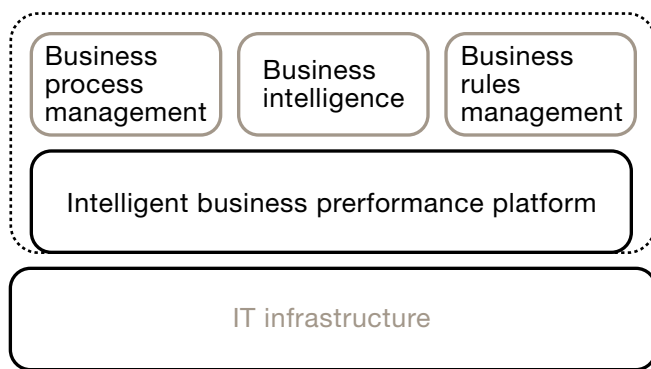 Business
process
management
Business
intelligence
Business
rules
management
Intelligent business prerformance platform
IT infrastructure